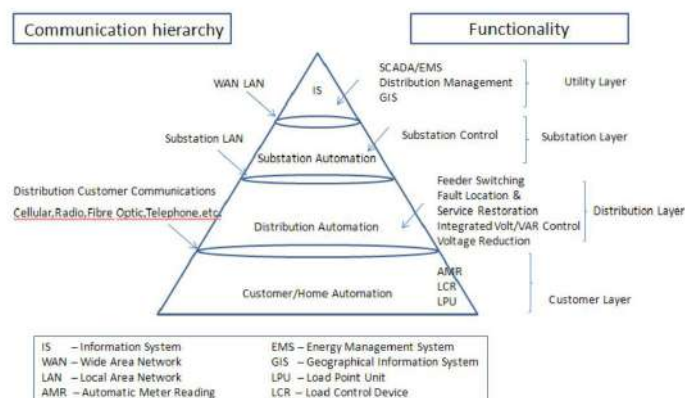 Communication hierarchy
Functionality
WAN LAN
IS
SCADA/EMS
Distribution Management
GIS
Utility Layer
Substation LAN
Substation Automation
Substation Control
Substation Layer
Distribution Customer Communications
Cellular,Radio,Fibre Optic,Telephone,etc.
Distribution Automation
Feeder Switching
Fault Location &
Service Restoration
Integrated Volt/VAR Control
Voltage Reduction
Distribution Layer
Customer/Home Automation
AMR
LCR
LPU
Customer Layer
IS – Information System
WAN – Wide Area Network
LAN – Local Area Network
AMR – Automatic Meter Reading
EMS – Energy Management System
GIS – Geographical Information System
LPU – Load Point Unit
LCR – Load Control Device